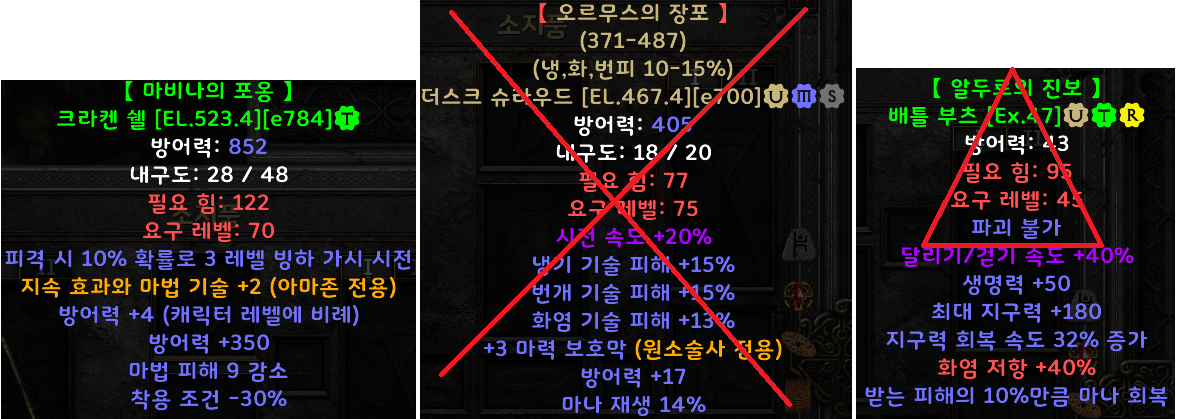 【 마비나의 포옹 】
크라켄 쉘 [EL.523.4][e784] T
방어력: 852
내구도: 28 / 48
필요 힘: 122
요구 레벨: 70
피격 시 10% 확률로 3 레벨 빙하 가시 시전
지속 효과와 마법 기술 +2 (아마존 전용)
방어력 +4 (캐릭터 레벨에 비례)
방어력 +350
마법 피해 9 감소
착용 조건 -30%
소지품
【 오르무스의 장포 】
(371-487)
(냉,화,번피 10-15%)
더스크 슈라우드 [EL.467.4][e700] U m S
방어력: 405
내구도: 18 / 20
필요 힘: 77
요구 레벨: 75
시전 속도 +20%
냉기 기술 피해 +15%
번개 기술 피해 +15%
화염 기술 피해 +13%
+3 마력 보호막 (원소술사 전용)
방어력 +17
마나 재생 14%
【 알두르의 진보 】
배틀 부츠 [Ex.47] U T R
방어력: 43
필요 힘: 95
요구 레벨: 45
파괴 불가
달리기/걷기 속도 +40%
생명력 +50
최대 지구력 +180
지구력 회복 속도 32% 증가
화염 저항 +40%
받는 피해의 10%만큼 마나 회복